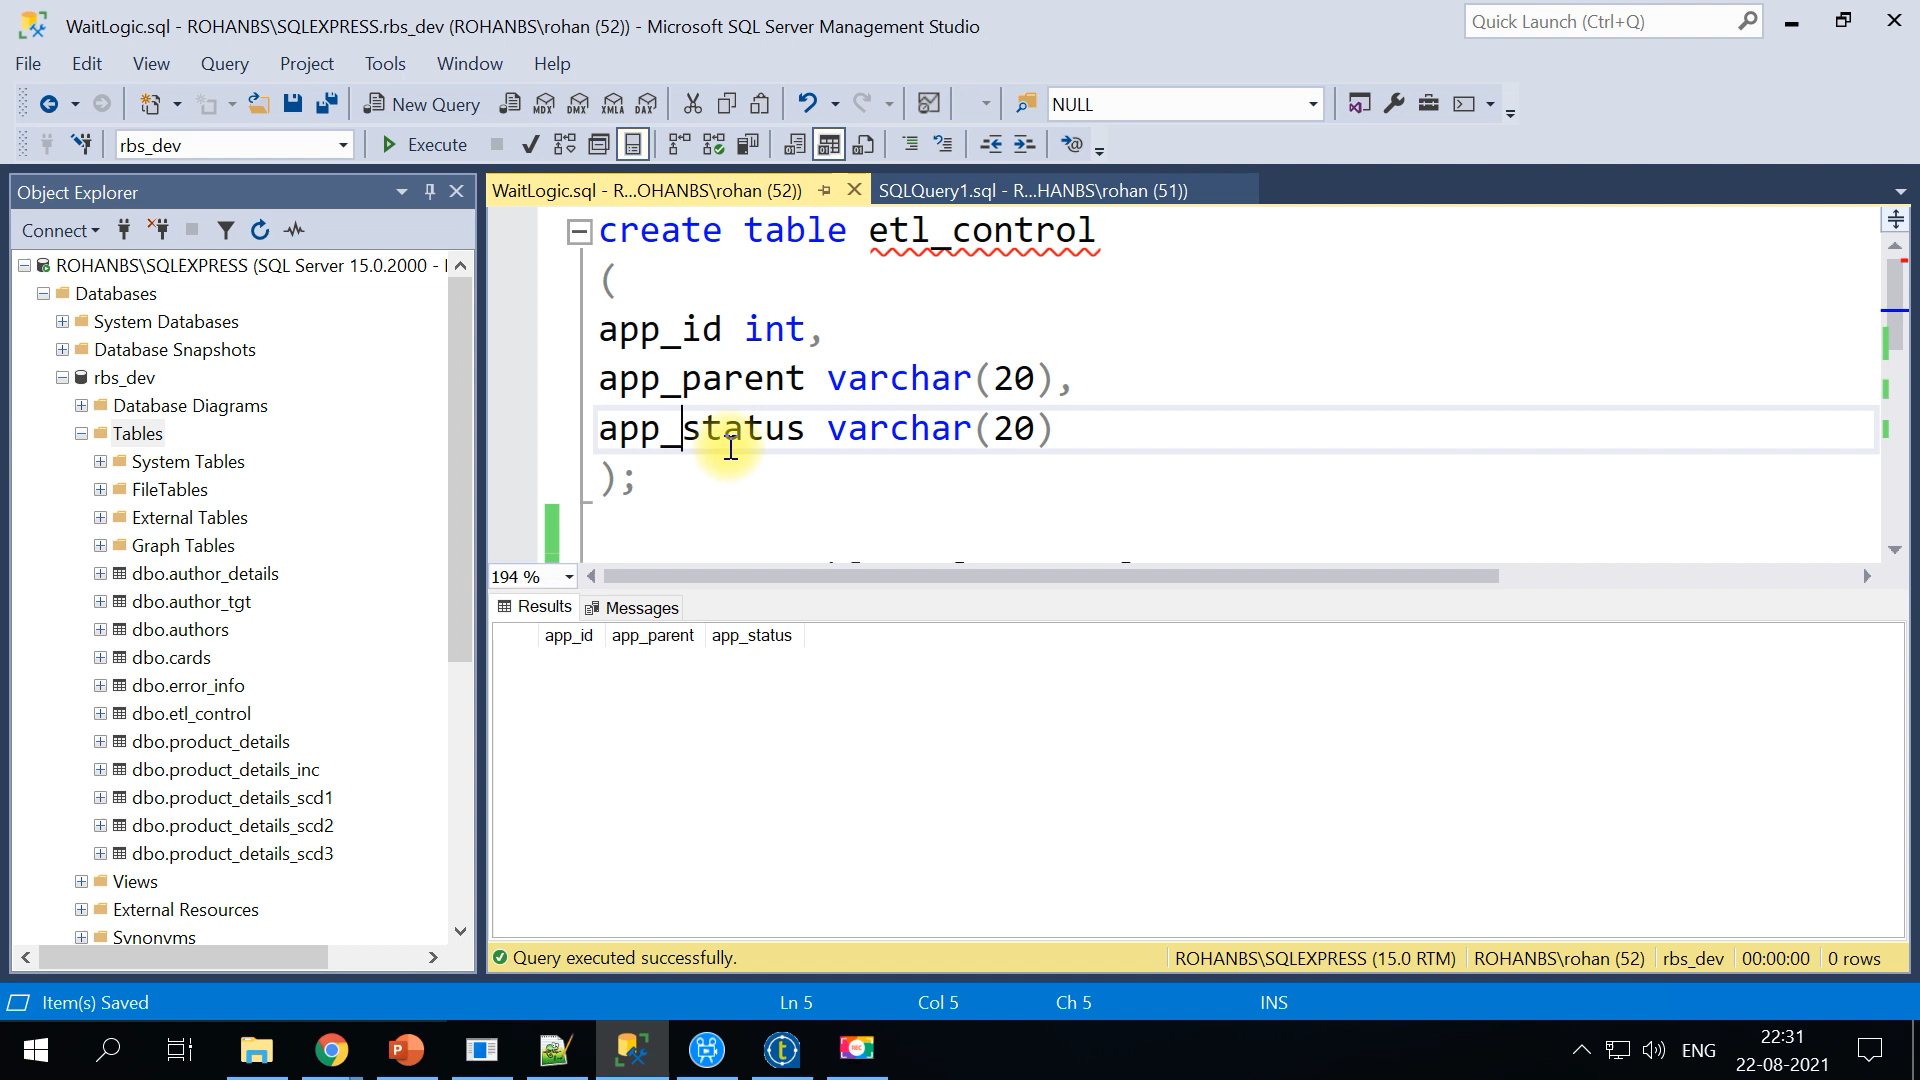 WaitLogic.sql - ROHANBS\SQLEXPRESS.rbs_dev (ROHANBS\rohan (52)) - Microsoft SQL Server Management Studio
Quick Launch (Ctrl+Q)
File Edit View Query Project Tools Window Help
New Query MDX DMX XMLA DAX NULL
rbs_dev Execute
Object Explorer
WaitLogic.sql - R...OHANBS\rohan (52)) SQLQuery1.sql - R...HANBS\rohan (51))
Connect
ROHANBS\SQLEXPRESS (SQL Server 15.0.2000 -
Databases
System Databases
Database Snapshots
rbs_dev
Database Diagrams
Tables
System Tables
FileTables
External Tables
Graph Tables
dbo.author_details
dbo.author_tgt
dbo.authors
dbo.cards
dbo.error_info
dbo.etl_control
dbo.product_details
dbo.product_details_inc
dbo.product_details_scd1
dbo.product_details_scd2
dbo.product_details_scd3
Views
External Resources
Synonyms
create table etl_control
(
app_id int,
app_parent varchar(20),
app_status varchar(20)
);
194 %
Results Messages
app_id app_parent app_status
Query executed successfully. ROHANBS\SQLEXPRESS (15.0 RTM) ROHANBS\rohan (52) rbs_dev 00:00:00 0 rows
Item(s) Saved Ln 5 Col 5 Ch 5 INS
ENG
22:31
22-08-2021